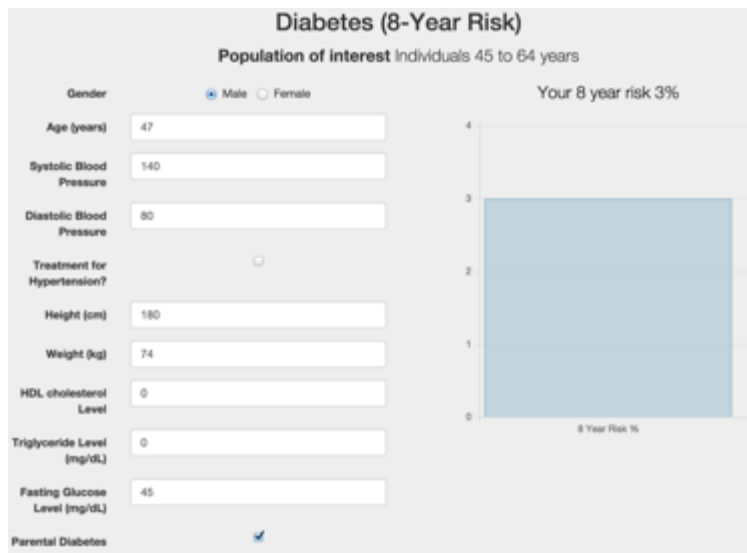 Diabetes (8-Year Risk)
Population of interest Individuals 45 to 64 years
Gender
Male
Female
Age (years)
47
Systolic Blood
Pressure
140
Diastolic Blood
Pressure
80
Treatment for
Hypertension?
Height (cm)
180
Weight (kg)
74
HDL cholesterol
Level
0
Triglyceride Level
(mg/dL)
0
Fasting Glucose
Level (mg/dL)
45
Parental Diabetes
Your 8 year risk 3%
4
3
2
1
0
8 Year Risk %